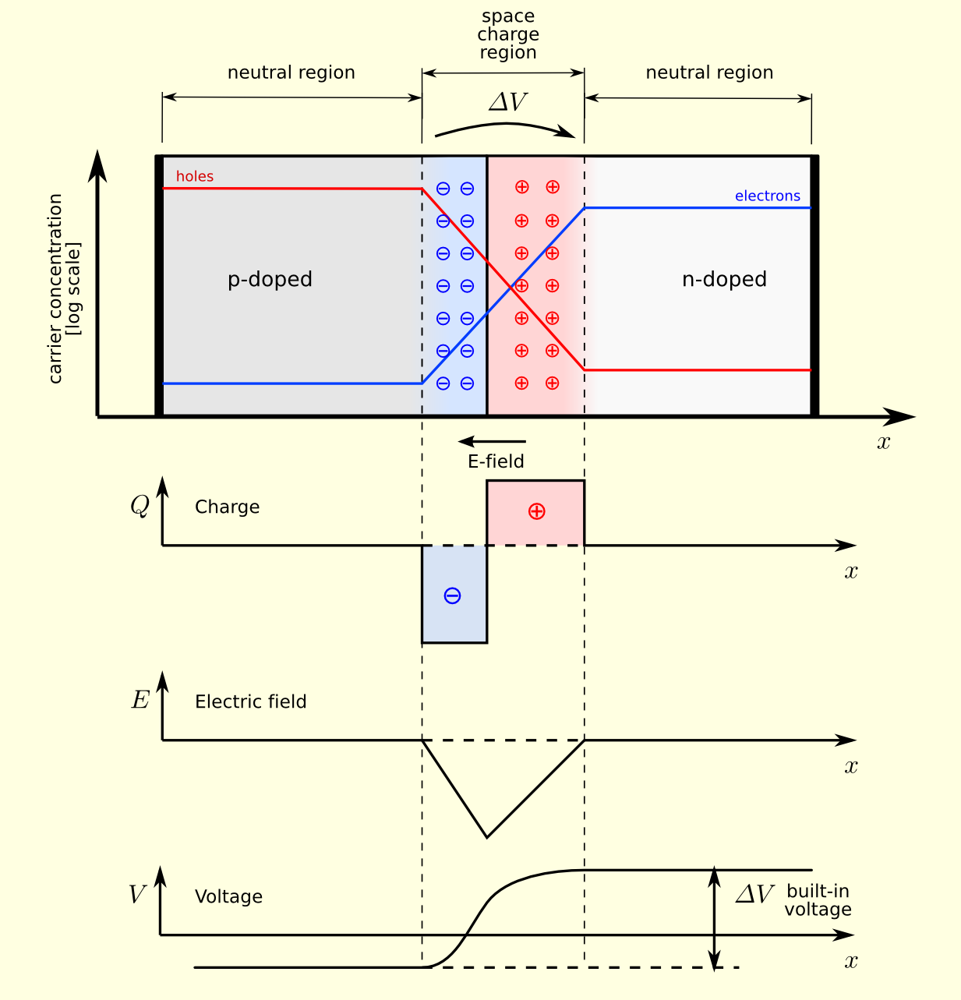 space
charge
region
neutral region
neutral region
ΔV
holes
electrons
carrier concentration
[log scale]
p-doped
n-doped
x
E-field
Q
Charge
x
E
Electric field
x
V
Voltage
ΔV
built-in
voltage
x